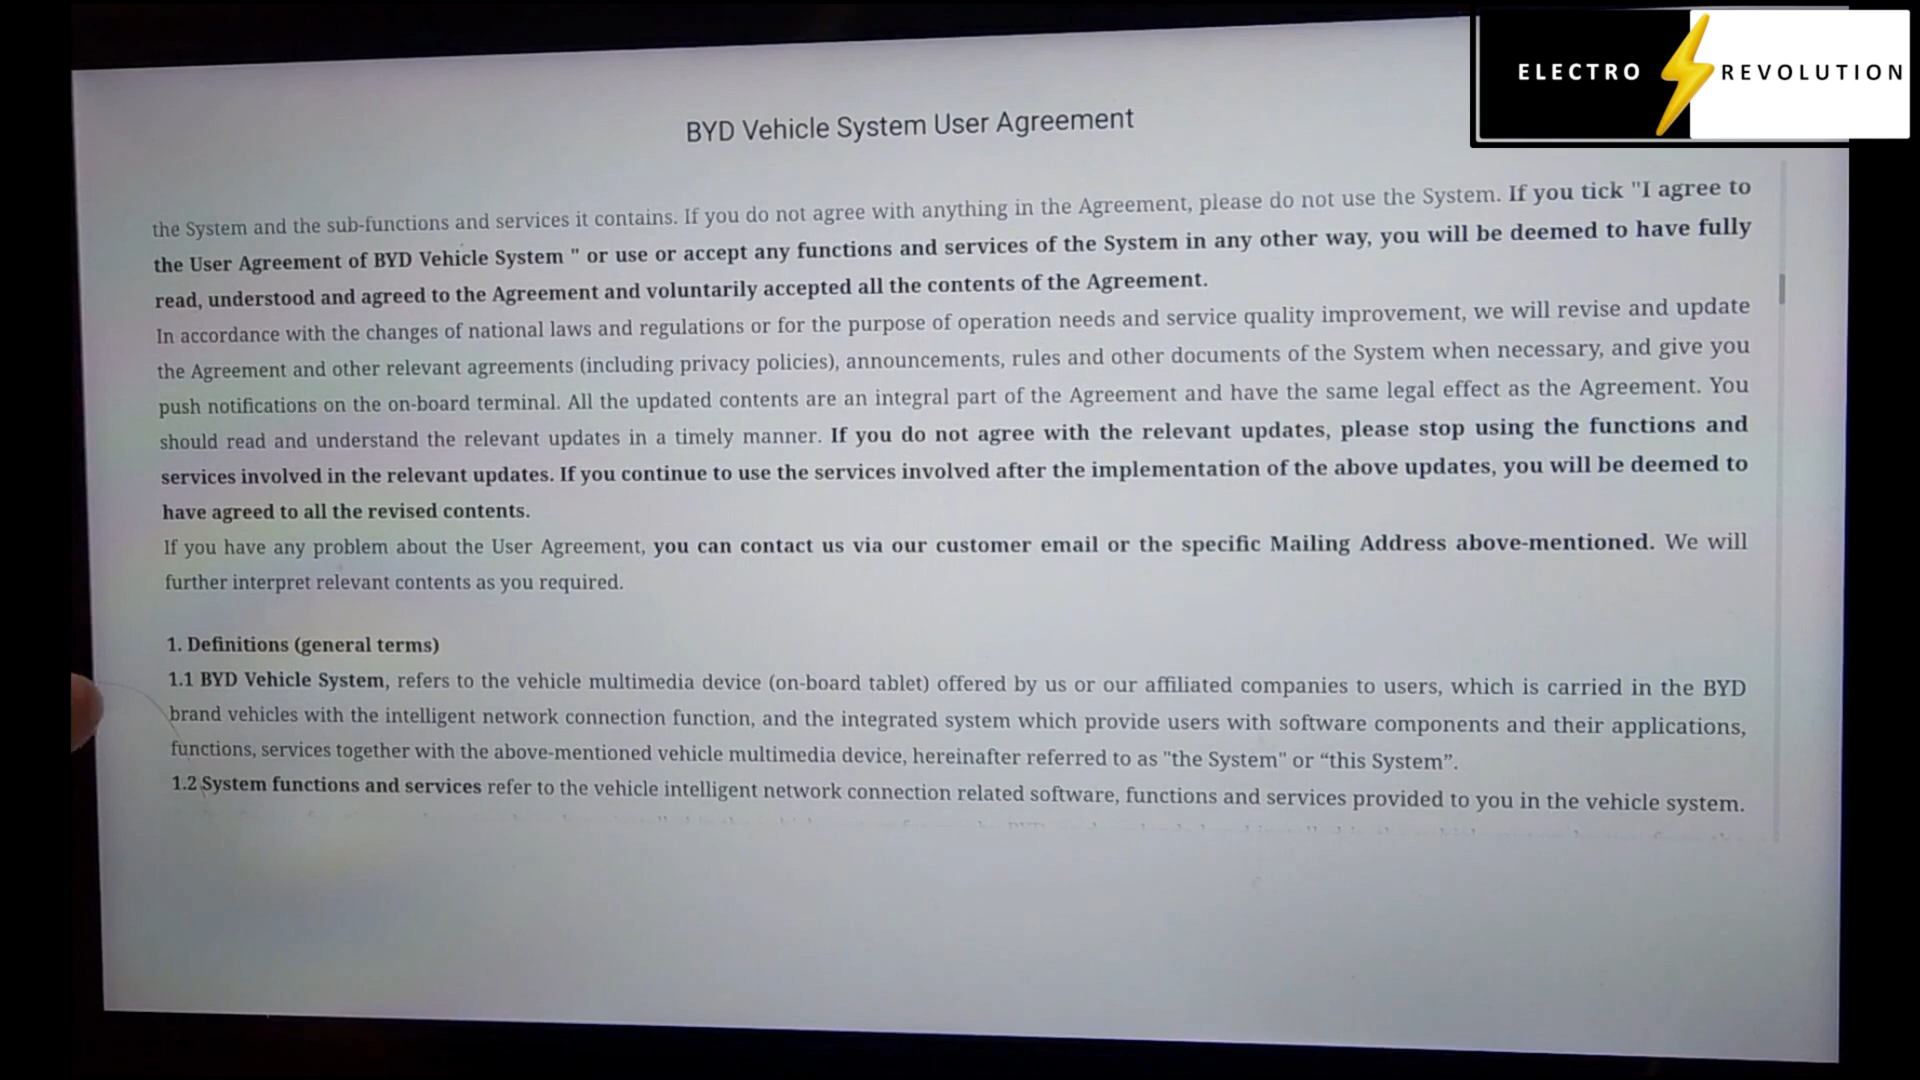 ELECTRO REVOLUTION
BYD Vehicle System User Agreement
the System and the sub-functions and services it contains. If you do not agree with anything in the Agreement, please do not use the System. If you tick "I agree to
the User Agreement of BYD Vehicle System " or use or accept any functions and services of the System in any other way, you will be deemed to have fully
read, understood and agreed to the Agreement and voluntarily accepted all the contents of the Agreement.
In accordance with the changes of national laws and regulations or for the purpose of operation needs and service quality improvement, we will revise and update
the Agreement and other relevant agreements (including privacy policies), announcements, rules and other documents of the System when necessary, and give you
push notifications on the on-board terminal. All the updated contents are an integral part of the Agreement and have the same legal effect as the Agreement. You
should read and understand the relevant updates in a timely manner. If you do not agree with the relevant updates, please stop using the functions and
services involved in the relevant updates. If you continue to use the services involved after the implementation of the above updates, you will be deemed to
have agreed to all the revised contents.
If you have any problem about the User Agreement, you can contact us via our customer email or the specific Mailing Address above-mentioned. We will
further interpret relevant contents as you required.
1. Definitions (general terms)
1.1 BYD Vehicle System, refers to the vehicle multimedia device (on-board tablet) offered by us or our affiliated companies to users, which is carried in the BYD
brand vehicles with the intelligent network connection function, and the integrated system which provide users with software components and their applications,
functions, services together with the above-mentioned vehicle multimedia device, hereinafter referred to as "the System" or “this System”.
1.2 System functions and services refer to the vehicle intelligent network connection related software, functions and services provided to you in the vehicle system.